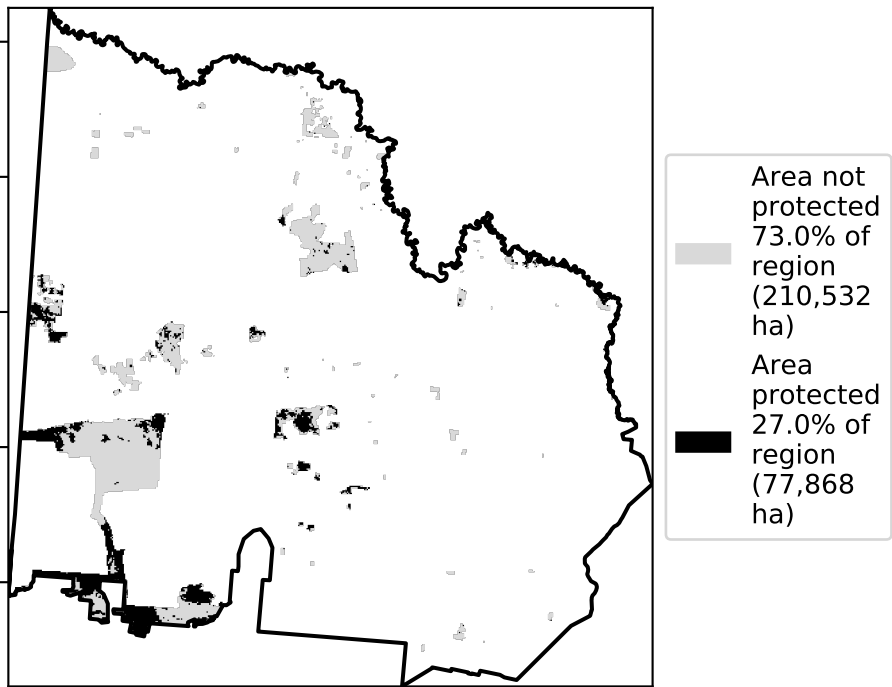 Area not
protected
73.0% of
region
(210,532
ha)
Area
protected
27.0% of
region
(77,868
ha)